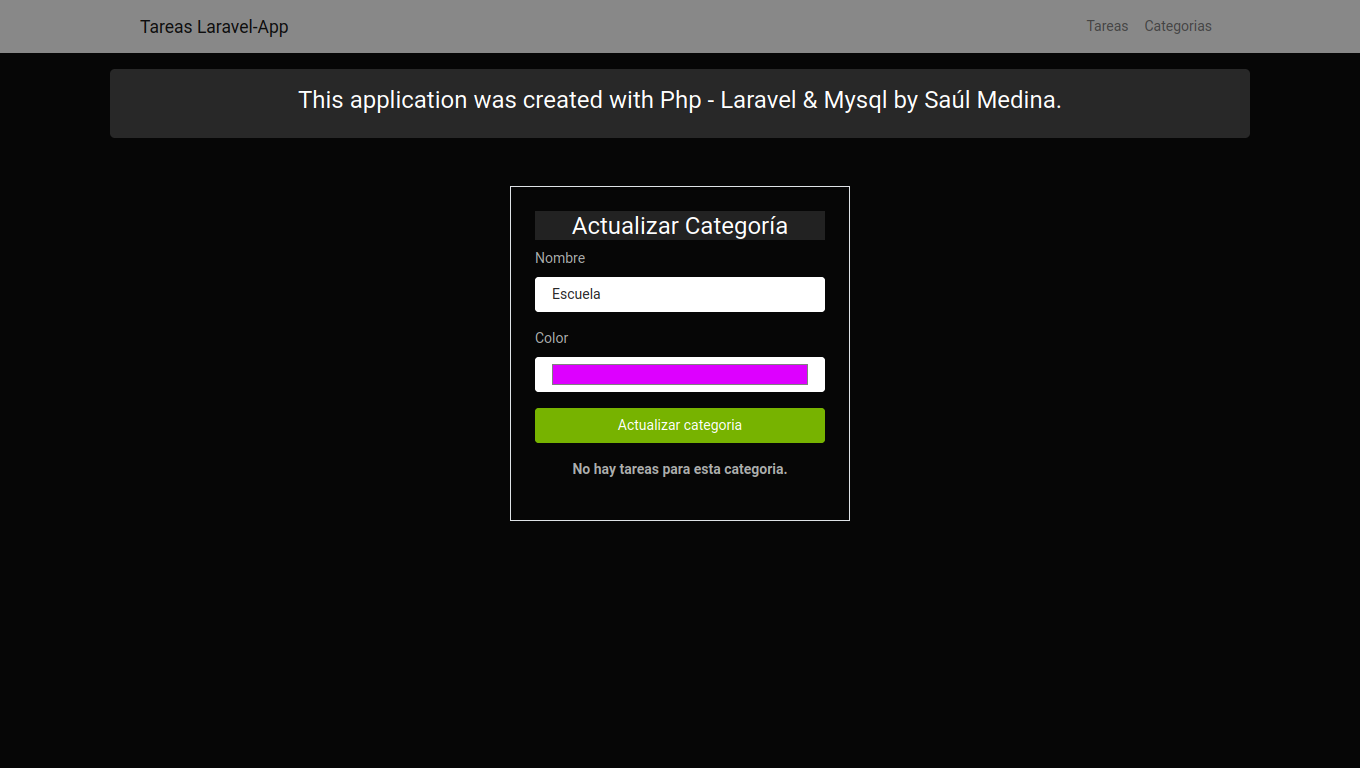 Tareas Laravel-App
Tareas Categorias
This application was created with Php - Laravel & Mysql by Saúl Medina.
Actualizar Categoría
Nombre
Escuela
Color
Actualizar categoria
No hay tareas para esta categoria.